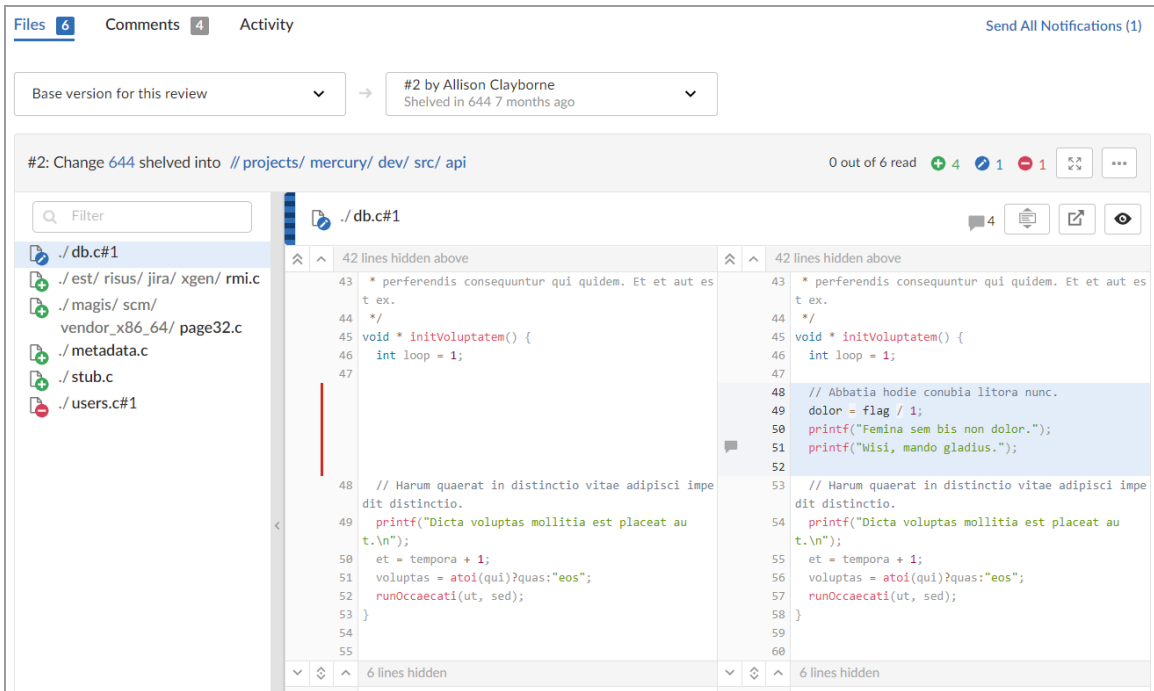 Files 6 Comments 4 Activity Send All Notifications (1)
Base version for this review
#2 by Allison Clayborne
Shelved in 644 7 months ago
#2: Change 644 shelved into // projects/ mercury/ dev/ src/ api 0 out of 6 read 4 1 1
Filter
./ db.c#1
./ est/ risus/ jira/ xgen/ rmi.c
./ magis/ scm/
vendor_x86_64/ page32.c
./ metadata.c
./ stub.c
./ users.c#1
./ db.c#1 4
42 lines hidden above
43 * perferendis consequuntur qui quidem. Et et aut es
t ex.
44 */
45 void * initVoluptatem() {
46 int loop = 1;
47
48 // Harum quaerat in distinctio vitae adipisci impe
dit distinctio.
49 printf("Dicta voluptas mollitia est placeat au
t.\n");
50 et = tempora + 1;
51 voluptas = atoi(qui)?quas:"eos";
52 runOccaecati(ut, sed);
53 }
54
55
6 lines hidden
42 lines hidden above
43 * perferendis consequuntur qui quidem. Et et aut es
t ex.
44 */
45 void * initVoluptatem() {
46 int loop = 1;
47
48 // Abbatia hodie conubia litora nunc.
49 dolor = flag / 1;
50 printf("Femina sem bis non dolor.");
51 printf("Wisi, mando gladius.");
52
53 // Harum quaerat in distinctio vitae adipisci impe
dit distinctio.
54 printf("Dicta voluptas mollitia est placeat au
t.\n");
55 et = tempora + 1;
56 voluptas = atoi(qui)?quas:"eos";
57 runOccaecati(ut, sed);
58 }
59
60
6 lines hidden